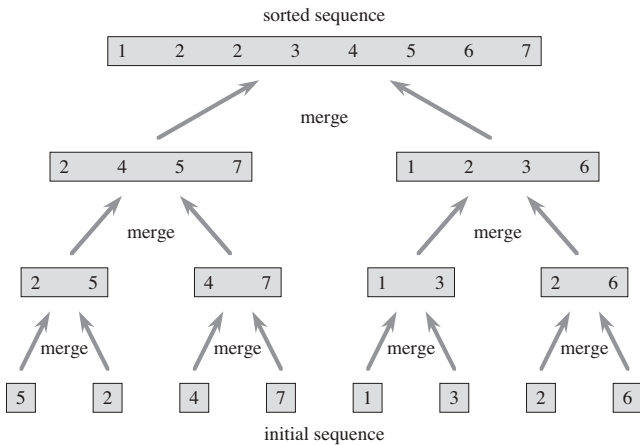 sorted sequence
1 2 2 3 4 5 6 7
merge
2 4 5 7 1 2 3 6
merge merge
2 5 4 7 1 3 2 6
merge merge merge merge
5 2 4 7 1 3 2 6
initial sequence